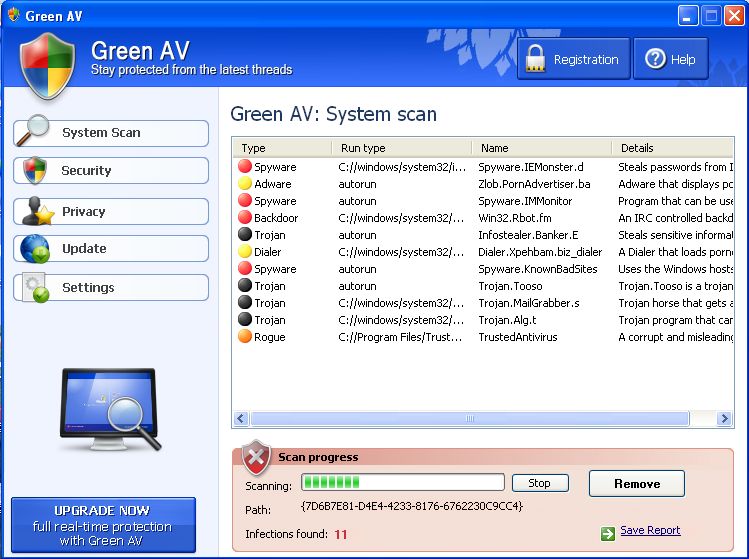 Green AV
Green AV
Stay protected from the latest threads
Registration
Help
System Scan
Security
Privacy
Update
Settings
UPGRADE NOW
full real-time protection
with Green AV
Green AV: System scan
Type Run type Name Details
Spyware C://windows/system32/i... Spyware.IEMonster.d Steals passwords from I
Adware autorun Zlob.PornAdvertiser.ba Adware that displays po
Spyware autorun Spyware.IMMonitor Program that can be use
Backdoor C://windows/system32/... Win32.Rbot.fm An IRC controlled backd
Trojan autorun Infostealer.Banker.E Steals sensitive informat
Dialer C://windows/system32/... Dialer.Xpehbam.biz_dialer A Dialer that loads porno
Spyware autorun Spyware.KnownBadSites Uses the Windows hosts
Trojan autorun Trojan.Tooso Trojan.Tooso is a trojan
Trojan C://windows/system32/... Trojan.MailGrabber.s Trojan horse that gets a
Trojan C://windows/system32/... Trojan.Alg.t Trojan program that can
Rogue C://Program Files/Trust... TrustedAntivirus A corrupt and misleading
Scan progress
Scanning: Stop Remove
Path: {7D6B7E81-D4E4-4233-8176-6762230C9CC4}
Infections found: 11 Save Report